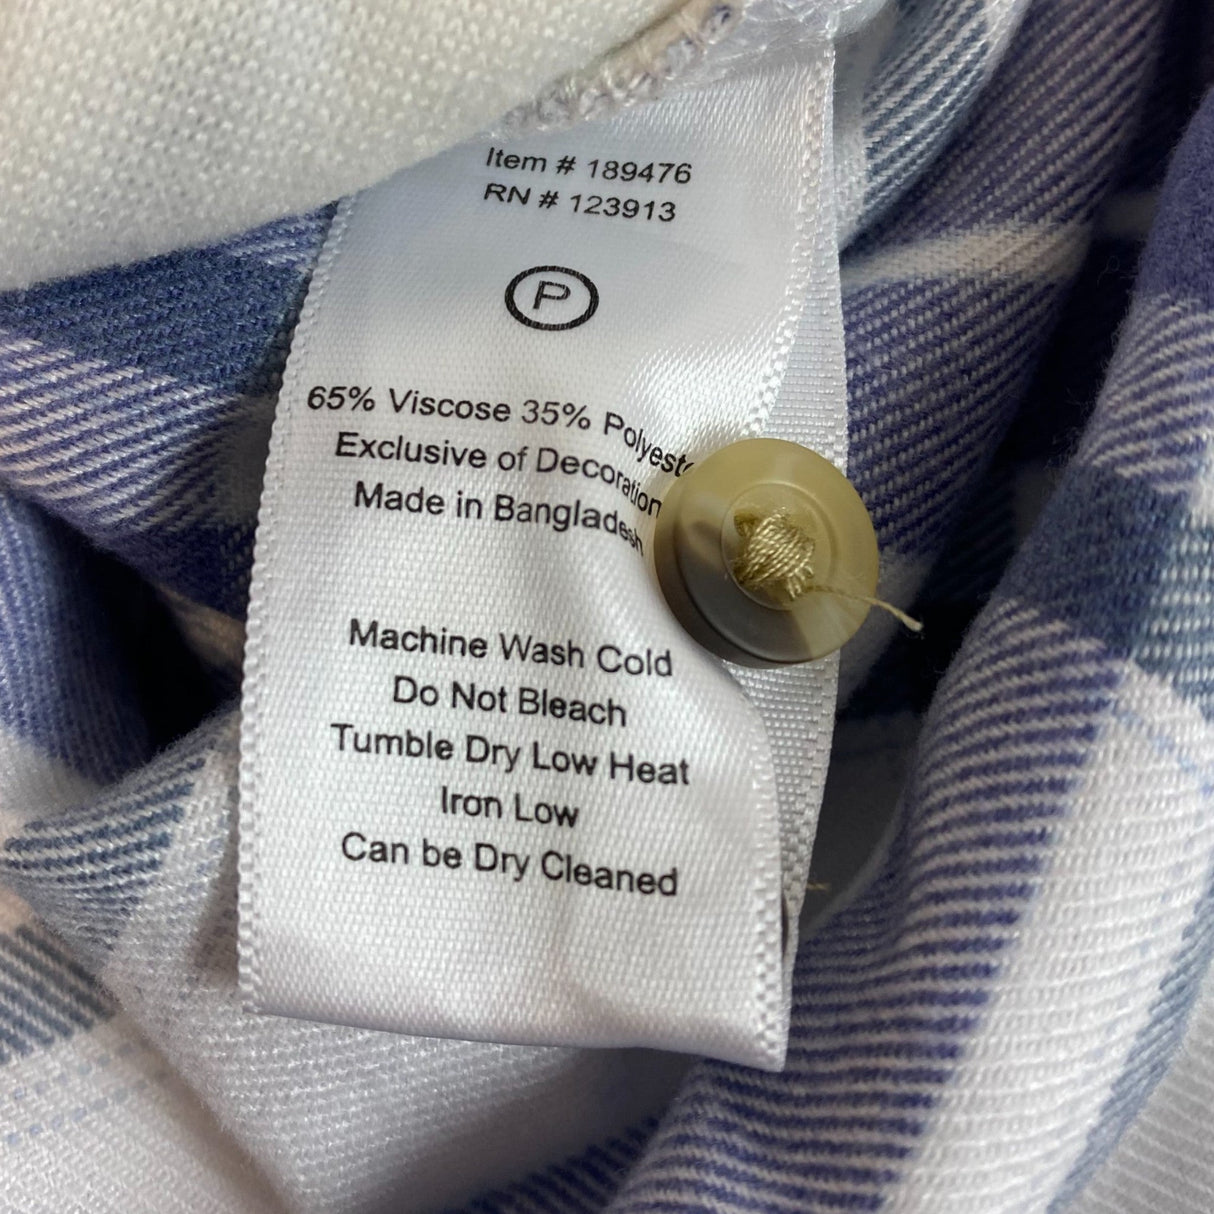 Item # 189476
RN # 123913
P
65% Viscose 35% Polyeste
Exclusive of Decoration
Made in Bangladesh
Machine Wash Cold
Do Not Bleach
Tumble Dry Low Heat
Iron Low
Can be Dry Cleaned